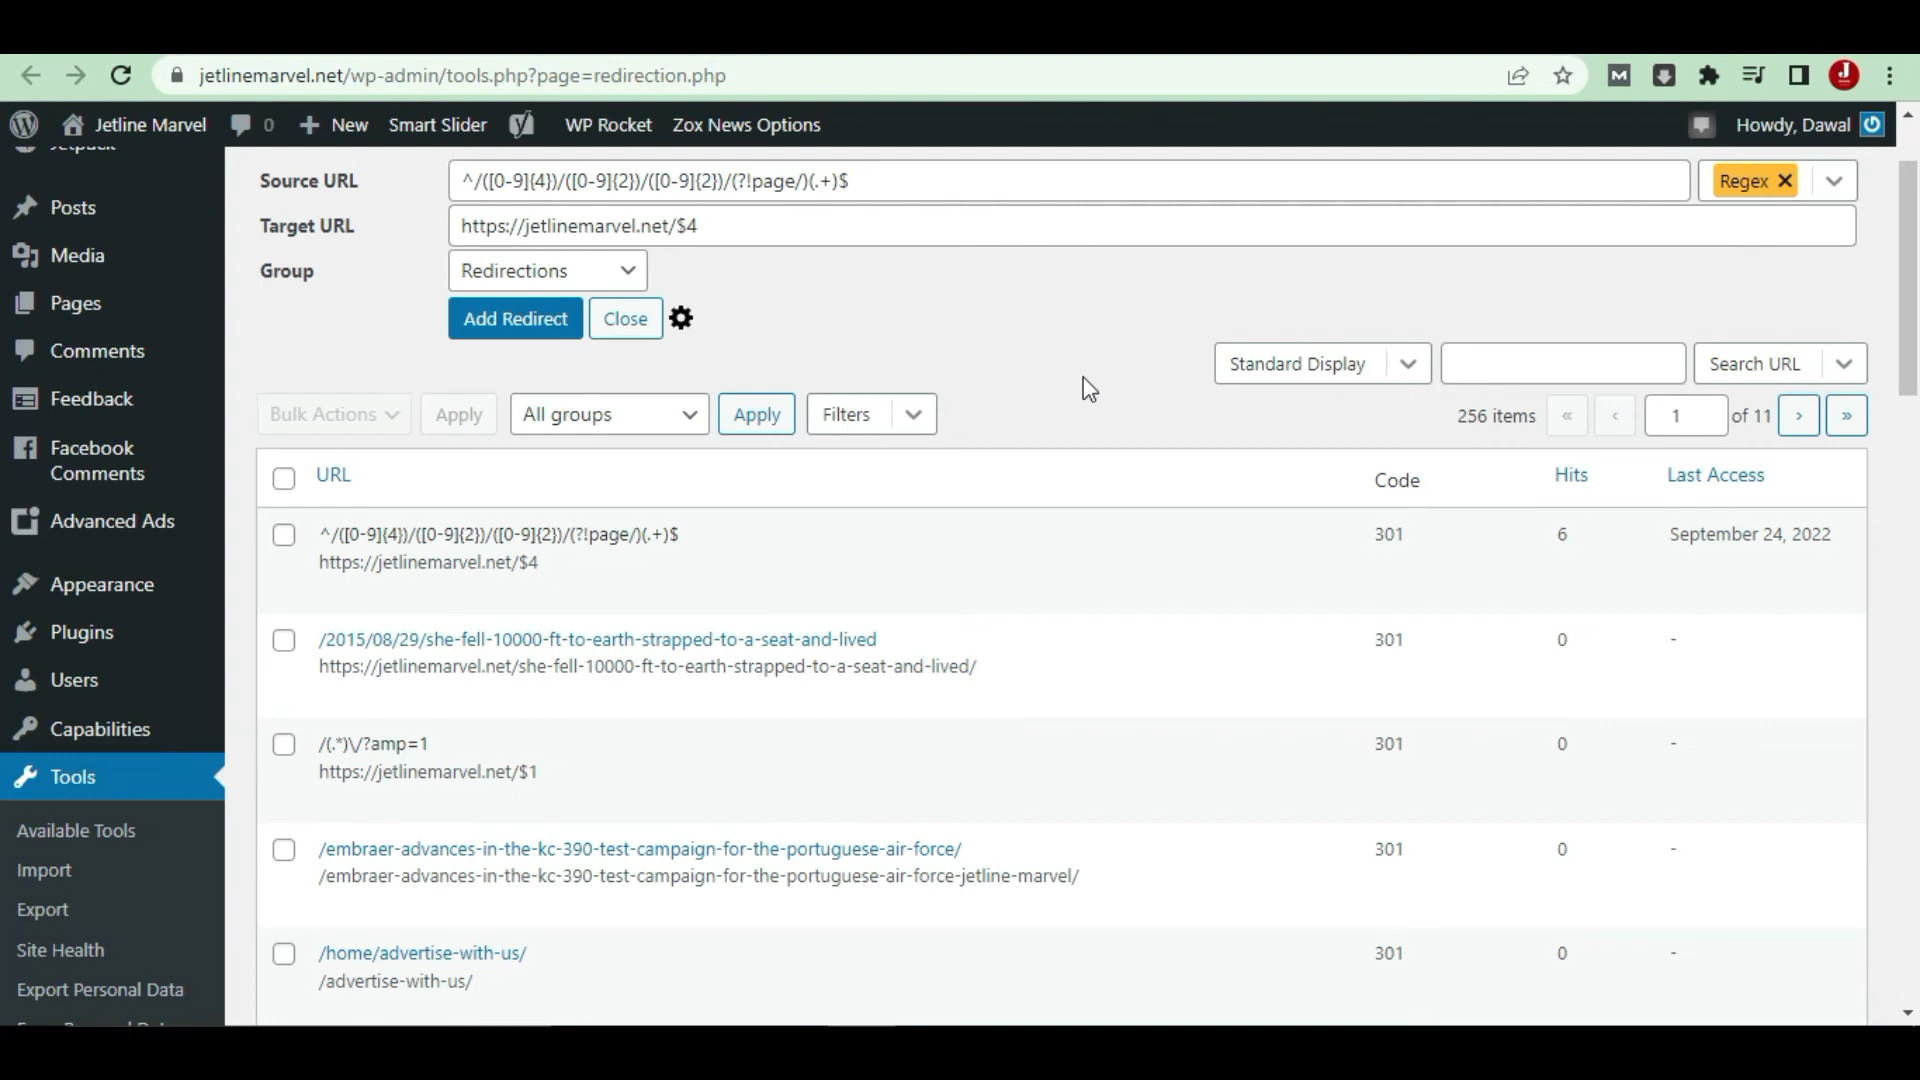 jetlinemarvel.net/wp-admin/tools.php?page=redirection.php
Jetline Marvel 0 New Smart Slider WP Rocket Zox News Options Howdy, Dawal
Jetpack
Posts
Media
Pages
Comments
Feedback
Facebook
Comments
Advanced Ads
Appearance
Plugins
Users
Capabilities
Tools
Available Tools
Import
Export
Site Health
Export Personal Data
Source URL ^/([0-9]{4})/([0-9]{2})/([0-9]{2})/(?!page/)(.+)$ Regex
Target URL https://jetlinemarvel.net/$4
Group Redirections
Add Redirect Close
Standard Display Search URL
Bulk Actions Apply All groups Apply Filters 256 items « ‹ 1 of 11 › »
URL Code Hits Last Access
^/([0-9]{4})/([0-9]{2})/([0-9]{2})/(?!page/)(.+)$ 301 6 September 24, 2022
https://jetlinemarvel.net/$4
/2015/08/29/she-fell-10000-ft-to-earth-strapped-to-a-seat-and-lived 301 0 -
https://jetlinemarvel.net/she-fell-10000-ft-to-earth-strapped-to-a-seat-and-lived/
/(.*)\/?amp=1 301 0 -
https://jetlinemarvel.net/$1
/embraer-advances-in-the-kc-390-test-campaign-for-the-portuguese-air-force/ 301 0 -
/embraer-advances-in-the-kc-390-test-campaign-for-the-portuguese-air-force-jetline-marvel/
/home/advertise-with-us/ 301 0 -
/advertise-with-us/